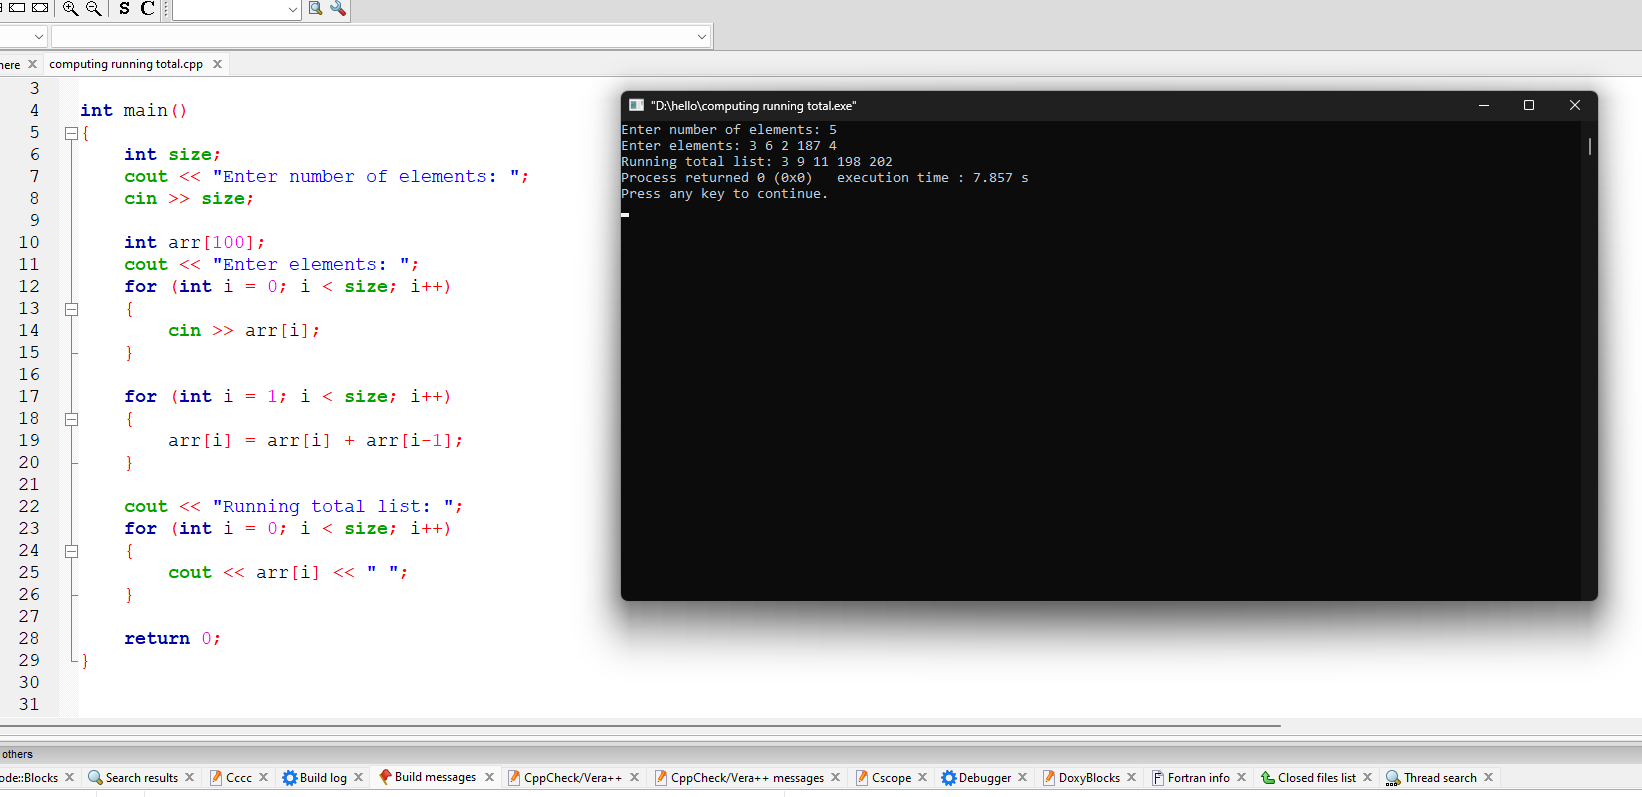 S C
here
computing running total.cpp
3
4 int main()
5 {
6 int size;
7 cout << "Enter number of elements: ";
8 cin >> size;
9
10 int arr[100];
11 cout << "Enter elements: ";
12 for (int i = 0; i < size; i++)
13 {
14 cin >> arr[i];
15 }
16
17 for (int i = 1; i < size; i++)
18 {
19 arr[i] = arr[i] + arr[i-1];
20 }
21
22 cout << "Running total list: ";
23 for (int i = 0; i < size; i++)
24 {
25 cout << arr[i] << " ";
26 }
27
28 return 0;
29 }
30
31
"D:\hello\computing running total.exe"
Enter number of elements: 5
Enter elements: 3 6 2 187 4
Running total list: 3 9 11 198 202
Process returned 0 (0x0)   execution time : 7.857 s
Press any key to continue.
others
ode::Blocks Search results Cccc Build log Build messages CppCheck/Vera++ CppCheck/Vera++ messages Cscope Debugger DoxyBlocks Fortran info Closed files list Thread search